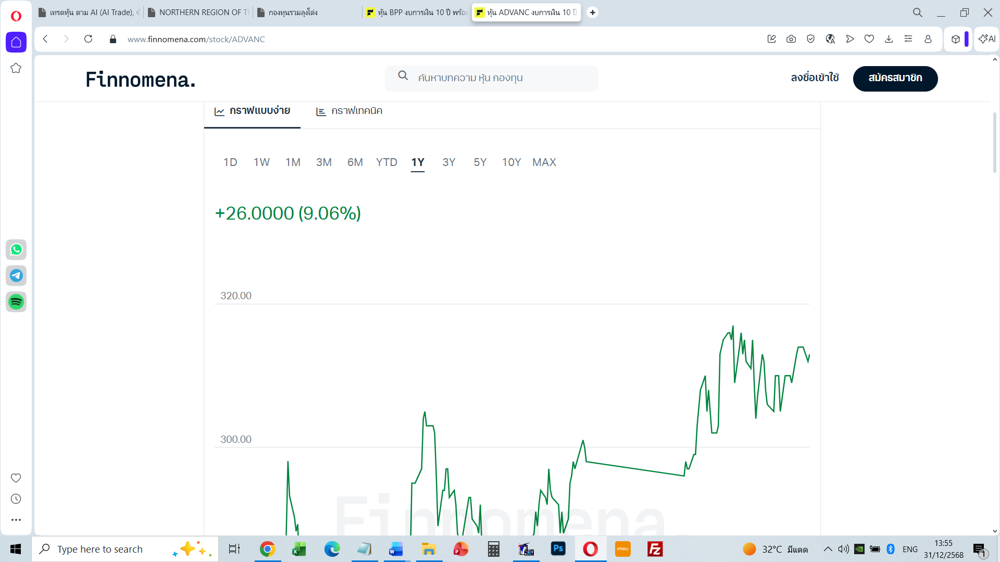 เทรดหุ้น ตาม AI (AI Trade),
NORTHERN REGION OF
กองทุนรวมลุงโด่ง
หุ้น BPP งบการเงิน 10 ปี พร้อม
หุ้น ADVANC งบการเงิน 10 ปี
www.finnomena.com/stock/ADVANC
AI
Finnomena.
ค้นหาบทความ หุ้น กองทุน
ลงชื่อเข้าใช้
สมัครสมาชิก
กราฟแบบง่าย
กราฟเทคนิค
1D 1W 1M 3M 6M YTD 1Y 3Y 5Y 10Y MAX
+26.0000 (9.06%)
320.00
300.00
Finnomena.
Type here to search
Ps
imou
FZ
32°C มีแดด
ENG
13:55
31/12/2568
1